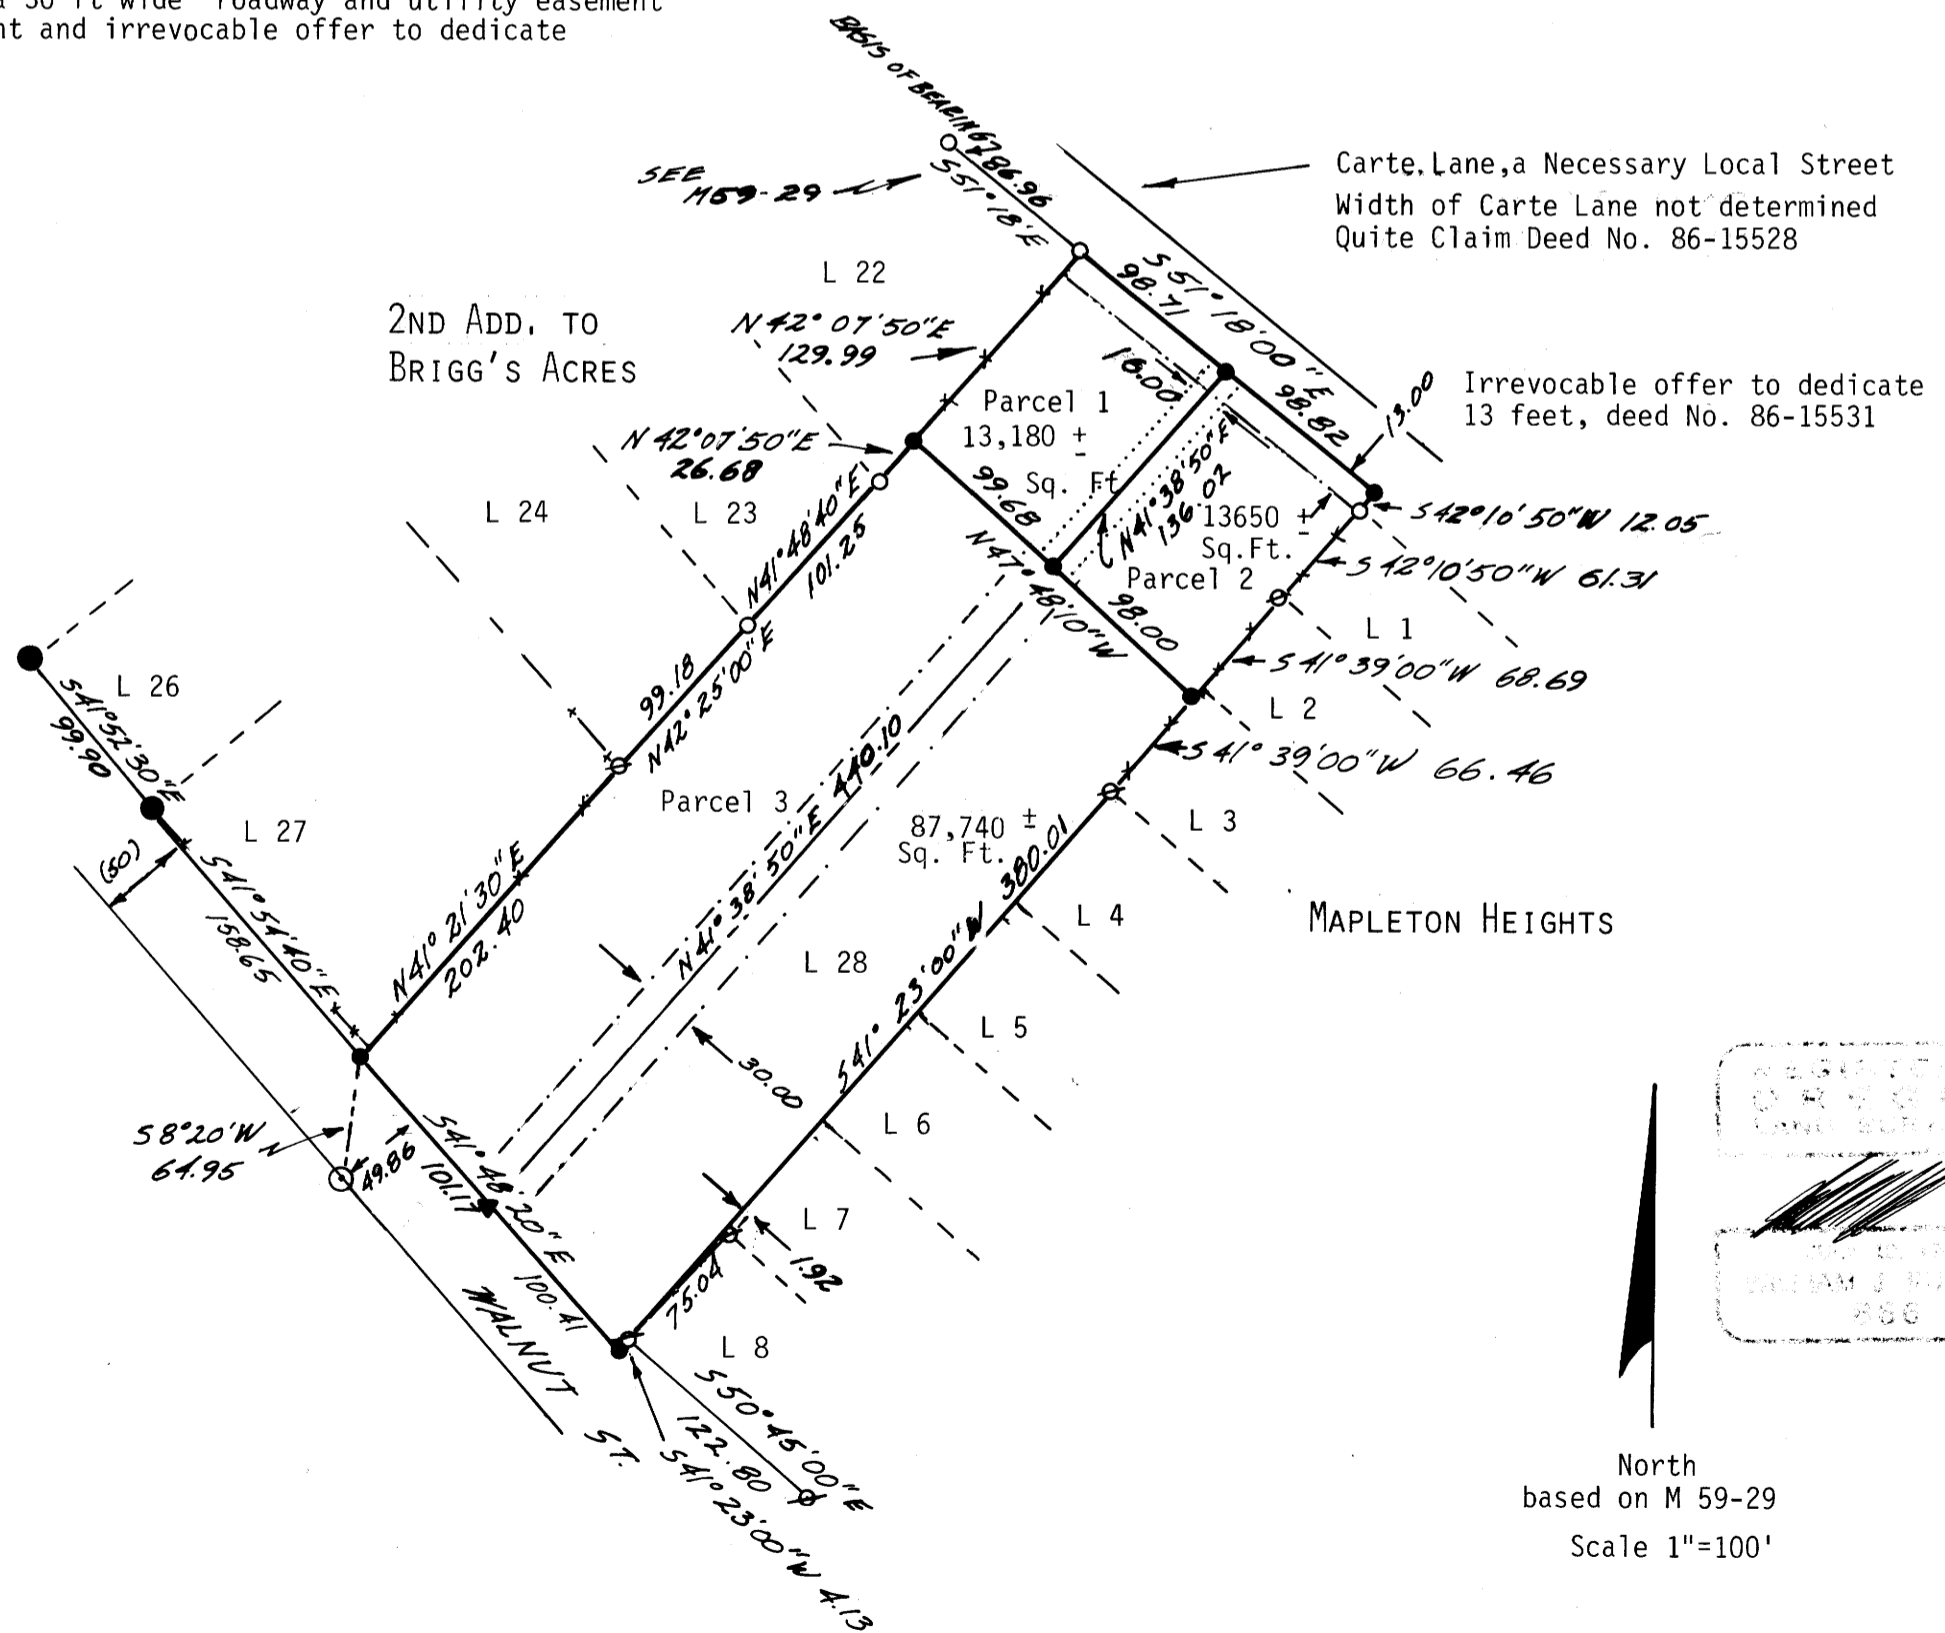 a 30 ft wide roadway and utility easement
nt and irrevocable offer to dedicate
BASIS OF BEARING
786.96
S51°18'E
SEE
M59-29
Carte. Lane, a Necessary Local Street
Width of Carte Lane not determined
Quite Claim Deed No. 86-15528
L 22
2ND ADD. TO
BRIGG'S ACRES
N 42° 07'50"E
129.99
S 51° 18'00"E
98.71
98.82
16.00
13.00
Irrevocable offer to dedicate
13 feet, deed No. 86-15531
Parcel 1
13,180 ±
Sq. Ft
N 42°07'50"E
26.68
99.68
N41°38'50"E
136.02
13650 ±
Sq.Ft.
Parcel 2
S42°10'50"W 12.05
S 42°10'50"W 61.31
L 24
L 23
N41°48'40"E
101.25
N47°48'10"W
98.00
L 1
S 41°39'00"W 68.69
L 2
S 41° 39'00"W 66.46
L 26
S41°52'30"E
99.90
99.18
N42°25'00"E
Parcel 3
N41°38'50"E 440.10
87,740 ±
Sq. Ft.
L 3
L 27
(50)
S41°54'40"E
158.65
N41° 21'30"E
202.40
S41° 23'00"W 380.01
L 4
MAPLETON HEIGHTS
L 28
L 5
30.00
L 6
S8°20'W
64.95
49.86
S41°48'20"E
101.17
100.41
L 7
1.92
75.04
L 8
WALNUT ST.
S50°45'00"E
122.80
S41°23'00"W 4.13
North
based on M 59-29
Scale 1"=100'